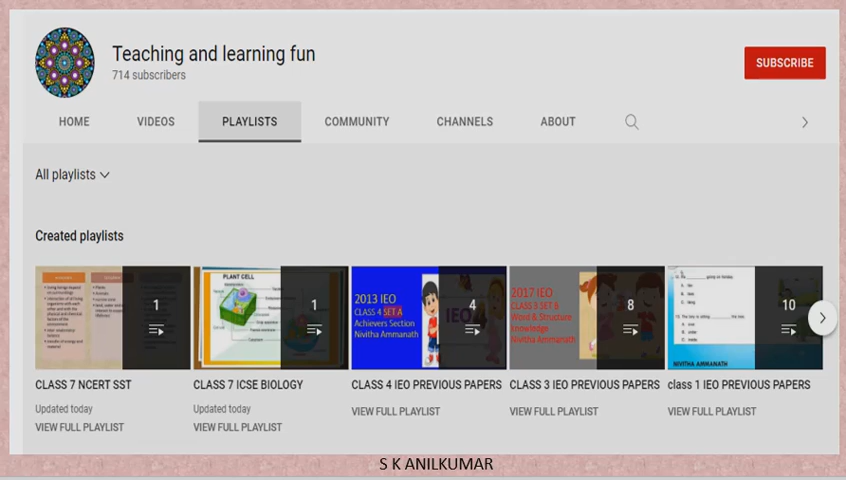 Teaching and learning fun
714 subscribers
SUBSCRIBE
HOME VIDEOS PLAYLISTS COMMUNITY CHANNELS ABOUT
All playlists
Created playlists
1
PLANT CELL
1
2013 IEO
CLASS 4 SET A
Achievers Section
Nivitha Ammanath
IEO
4
2017 IEO
CLASS 3 SET B
Word & Structure
knowledge
Nivitha Ammanath
8
going on Sunday.
NIVITHA AMMANATH
10
CLASS 7 NCERT SST
Updated today
VIEW FULL PLAYLIST
CLASS 7 ICSE BIOLOGY
Updated today
VIEW FULL PLAYLIST
CLASS 4 IEO PREVIOUS PAPERS
VIEW FULL PLAYLIST
CLASS 3 IEO PREVIOUS PAPERS
VIEW FULL PLAYLIST
class 1 IEO PREVIOUS PAPERS
VIEW FULL PLAYLIST
S K ANILKUMAR